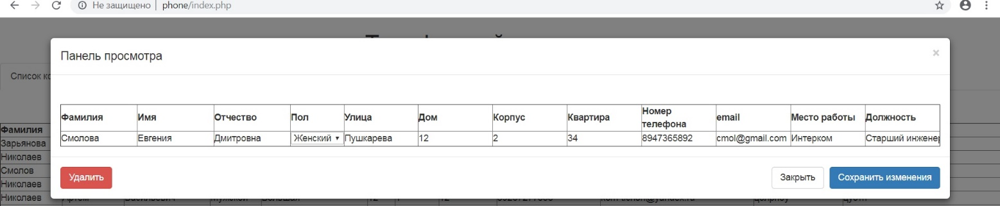 Не защищено | phone/index.php
Панель просмотра ×
Список
Фамилия Имя Отчество Пол Улица Дом Корпус Квартира Номер телефона email Место работы Должность
Смолова Евгения Дмитровна Женский Пушкарева 12 2 34 8947365892 cmol@gmail.com Интерком Старший инженер
Фамилия
Зарьянова
Николаев
Смолов
Николаев
Николаев
Удалить Закрыть Сохранить изменения